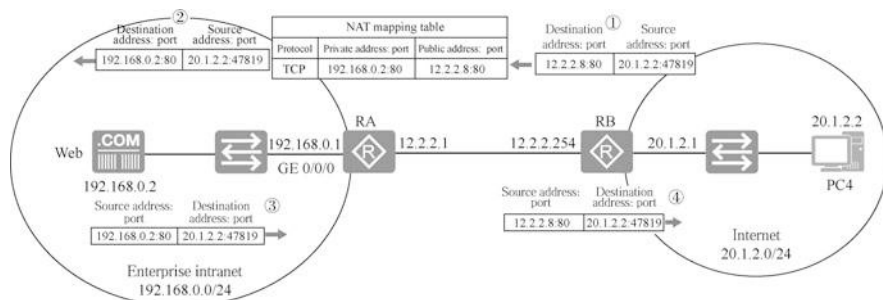 ②
Destination address: port
Source address: port
192.168.0.2:80 20.1.2.2:47819
NAT mapping table
Protocol Private address: port Public address: port
TCP 192.168.0.2:80 12.2.2.8:80
①
Destination address: port
Source address: port
12.2.2.8:80 20.1.2.2:47819
Web
.COM
192.168.0.2
192.168.0.1
GE 0/0/0
RA
R
12.2.2.1
12.2.2.254
RB
R
20.1.2.1
20.1.2.2
PC4
Source address: port
Destination address: port
③
192.168.0.2:80 20.1.2.2:47819
Source address: port
Destination address: port
④
12.2.2.8:80 20.1.2.2:47819
Enterprise intranet
192.168.0.0/24
Internet
20.1.2.0/24